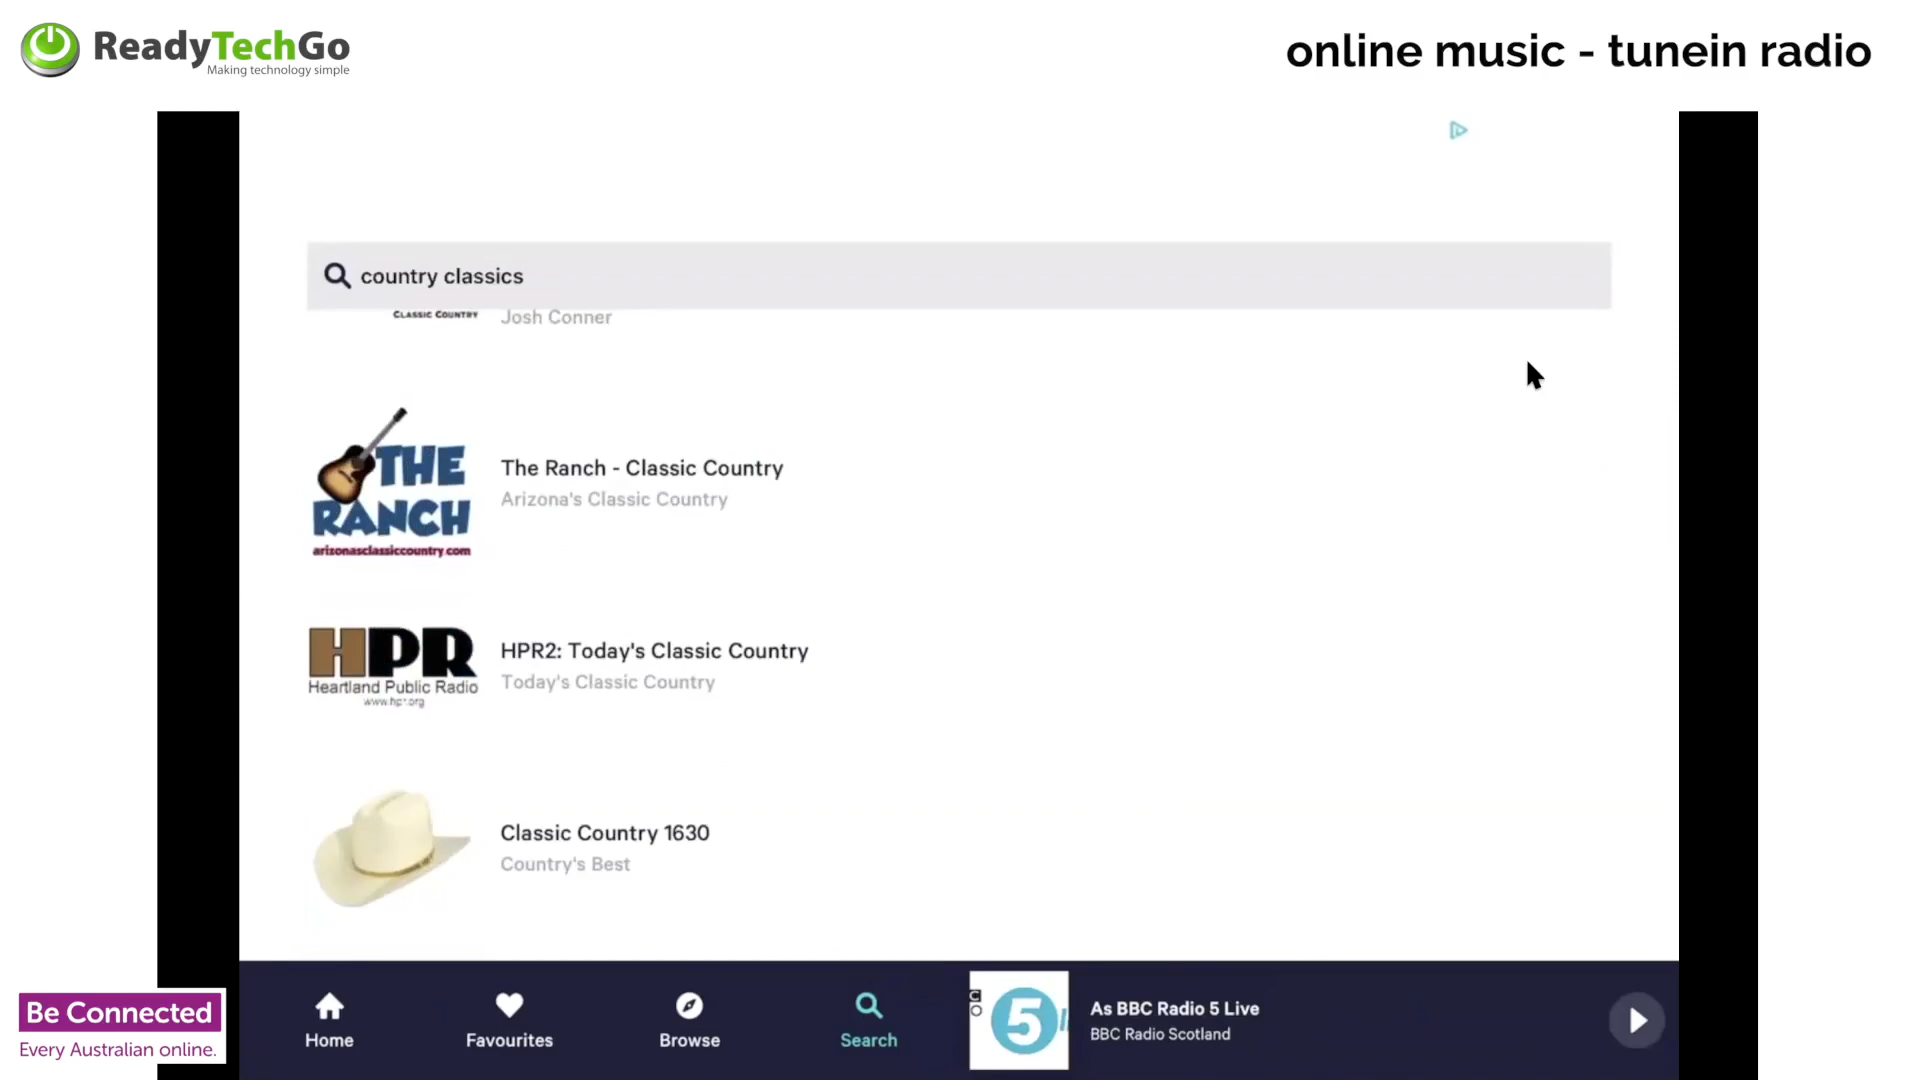 ReadyTechGo
Making technology simple
online music - tunein radio
country classics
CLASSIC COUNTRY
Josh Conner
THE
RANCH
arizonasclassiccountry.com
The Ranch - Classic Country
Arizona's Classic Country
HPR
Heartland Public Radio
www.hpr.org
HPR2: Today's Classic Country
Today's Classic Country
Classic Country 1630
Country's Best
Be Connected
Every Australian online.
Home
Favourites
Browse
Search
5
As BBC Radio 5 Live
BBC Radio Scotland